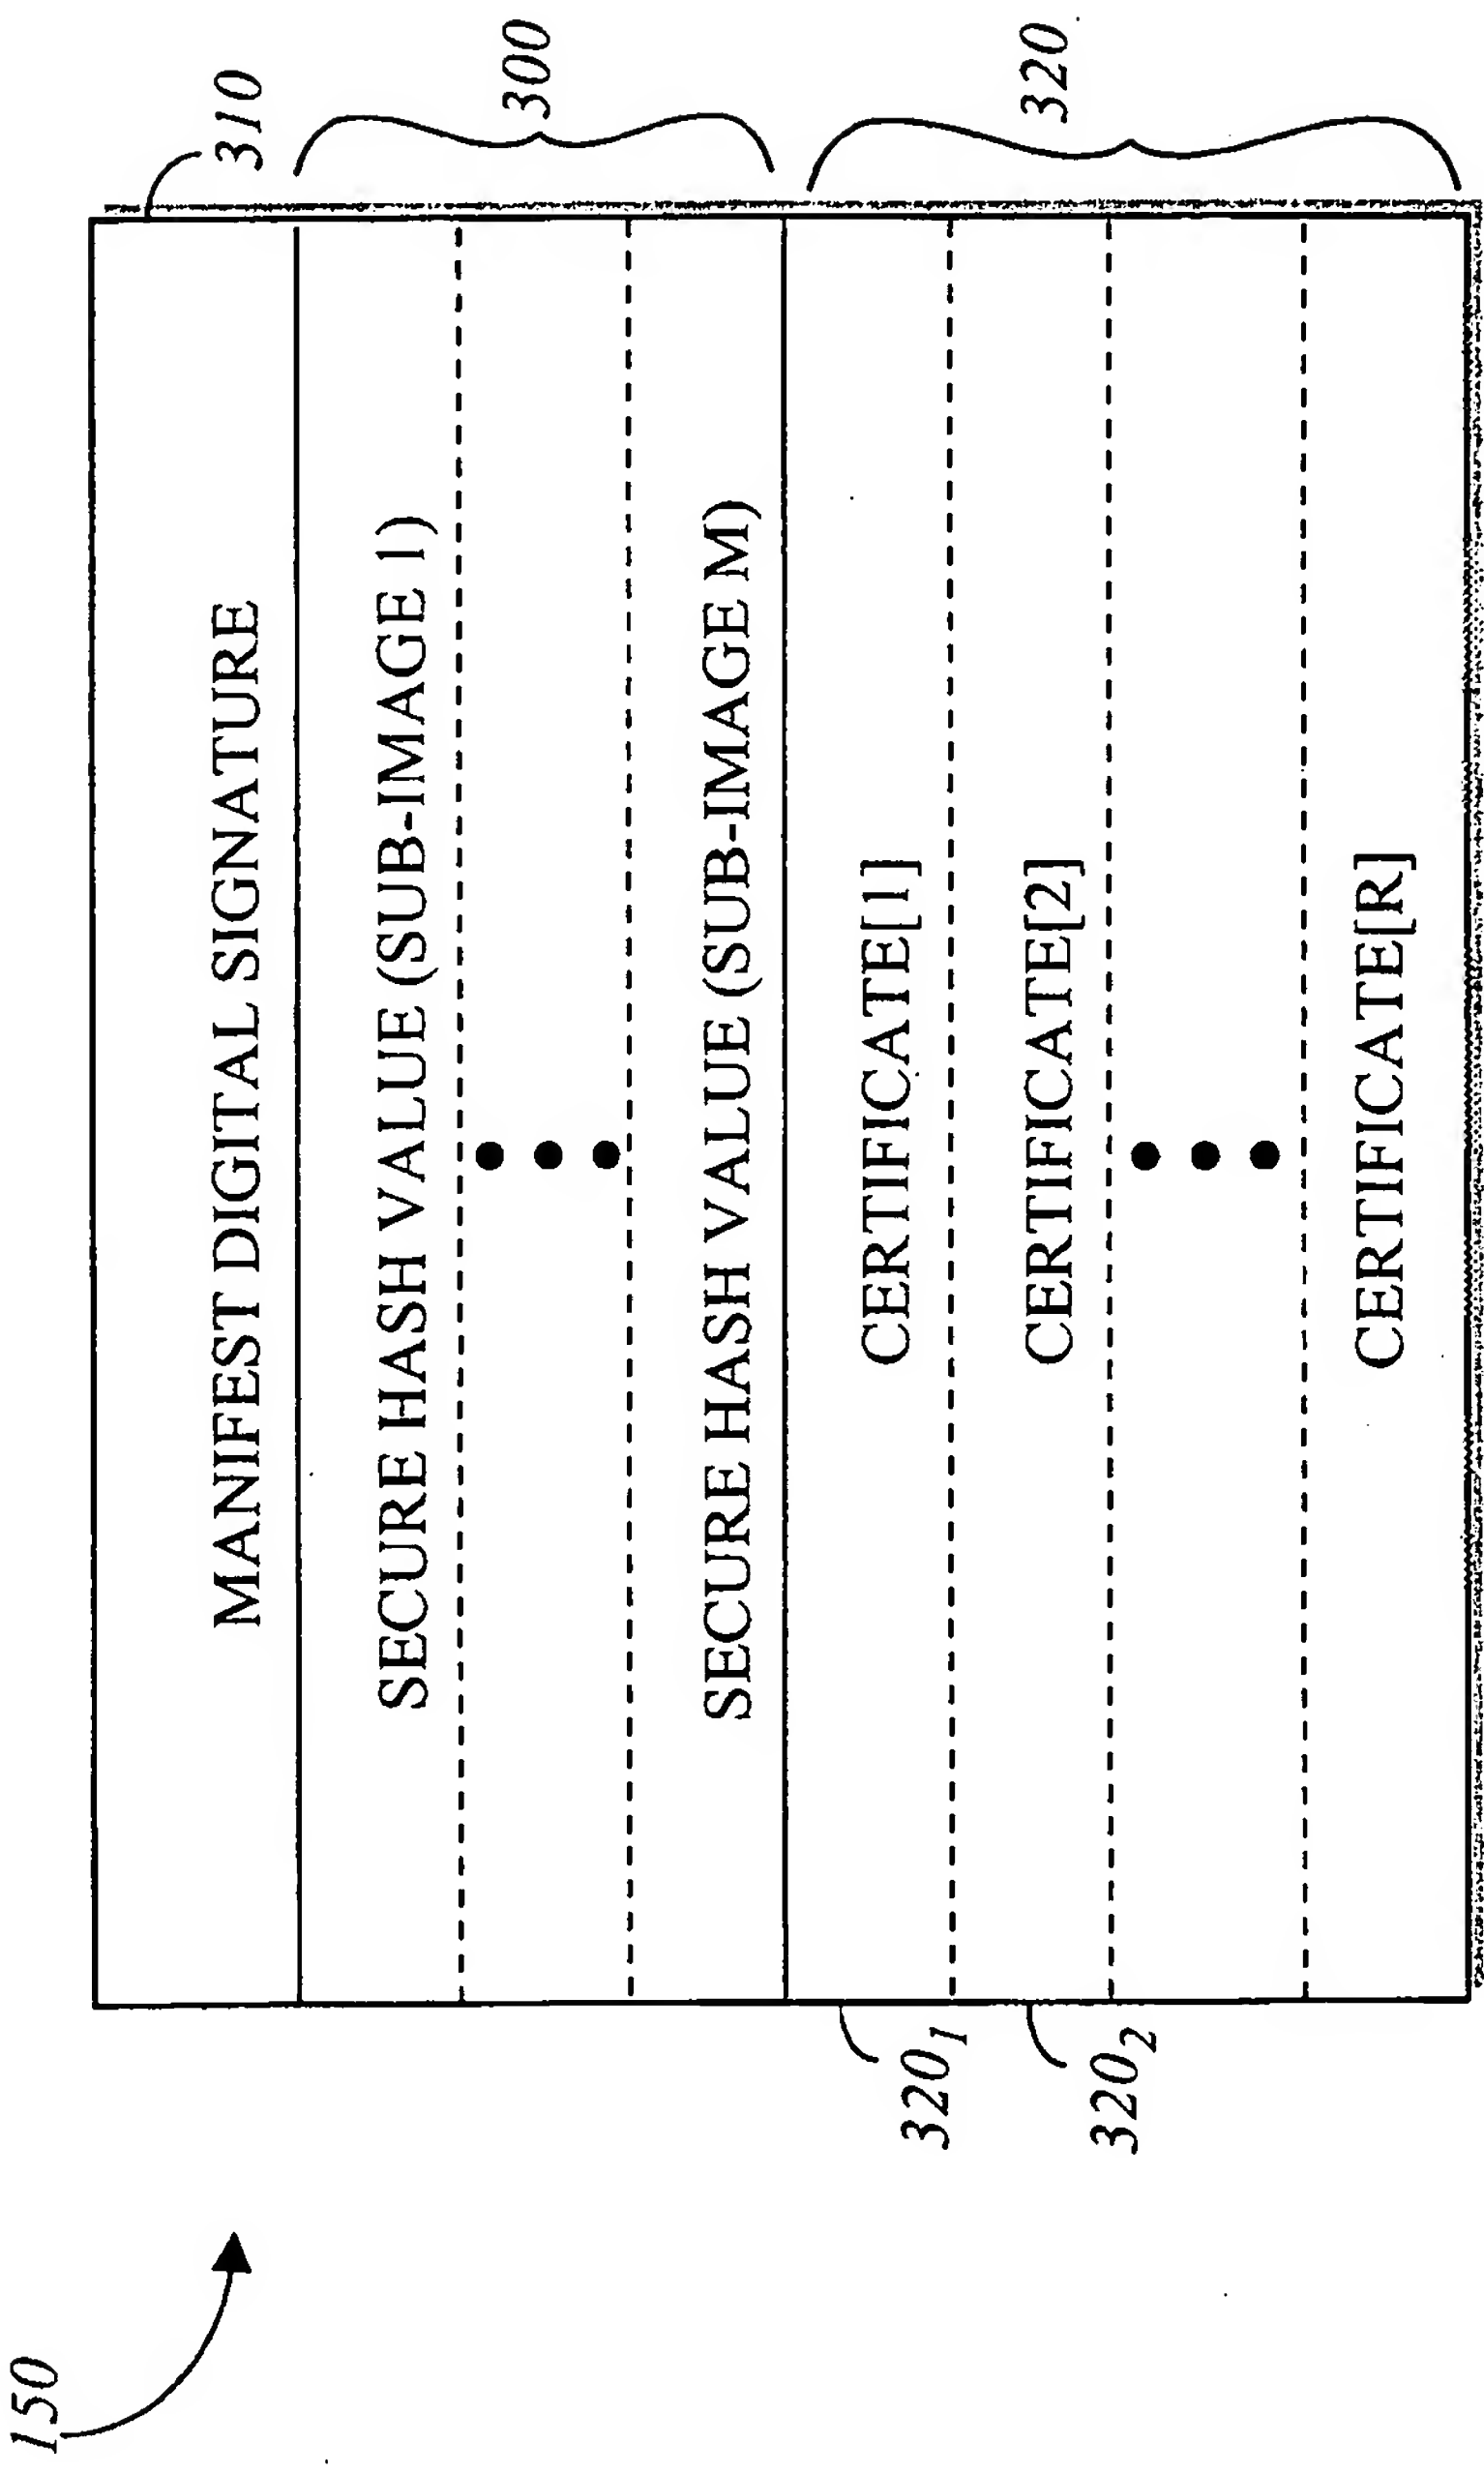 150
310
MANIFEST DIGITAL SIGNATURE
SECURE HASH VALUE (SUB-IMAGE 1)
300
SECURE HASH VALUE (SUB-IMAGE M)
320₁
CERTIFICATE[1]
320₂
CERTIFICATE[2]
320
CERTIFICATE[R]